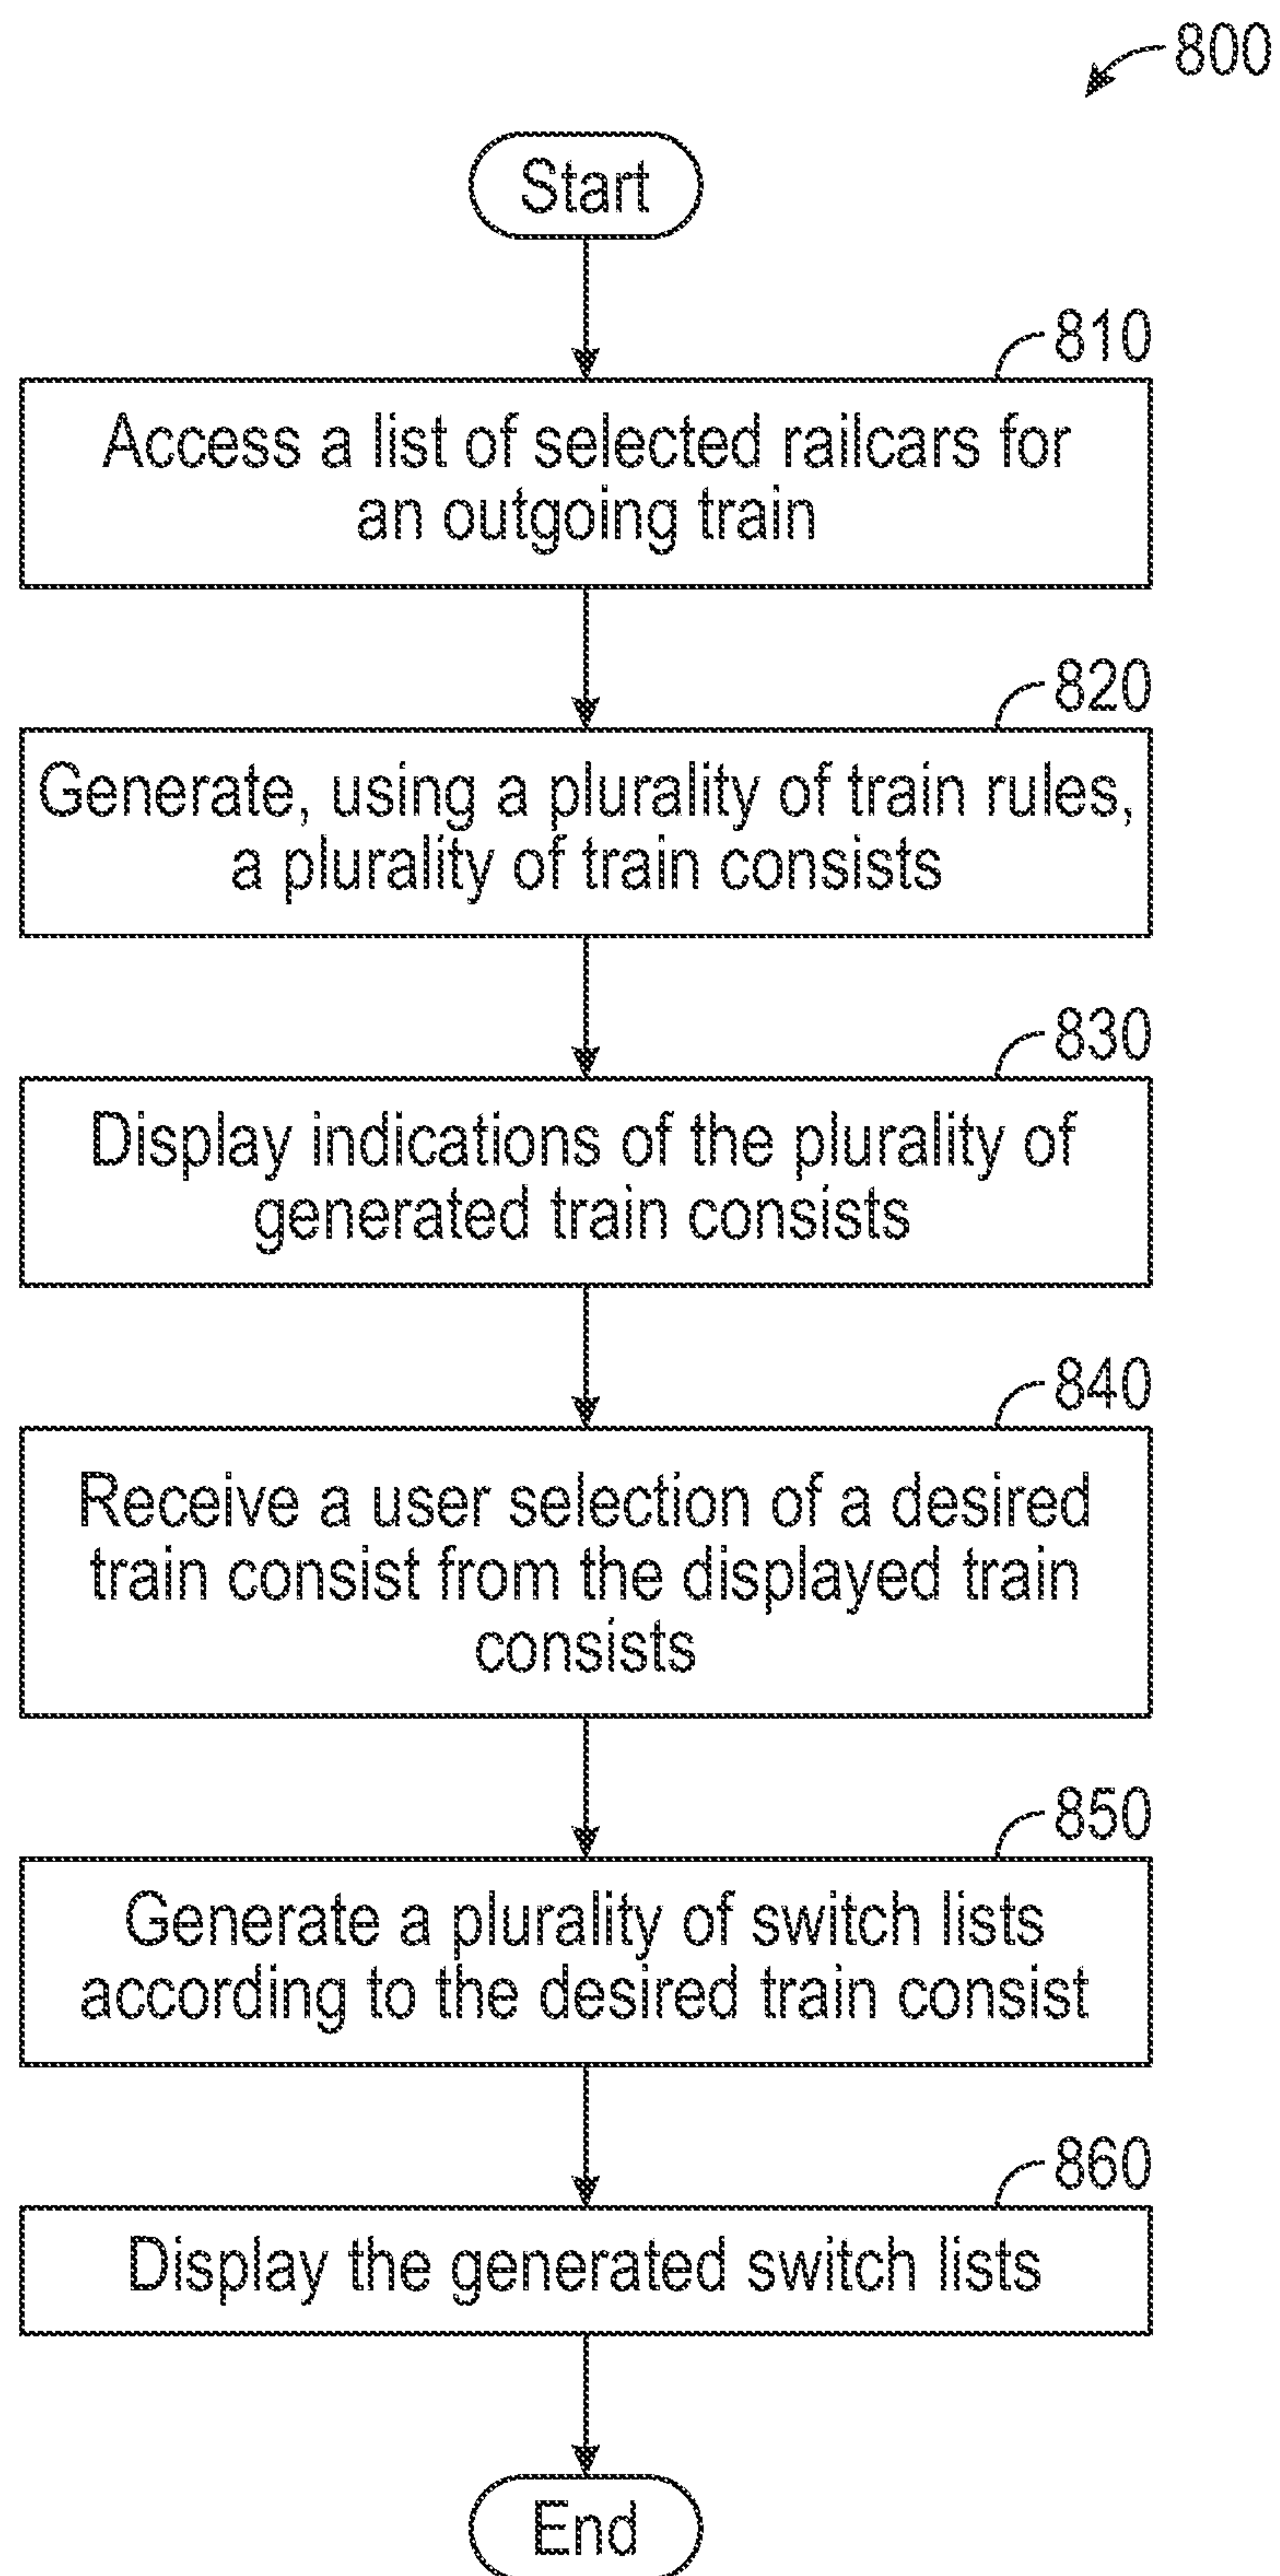 800
Start
810
Access a list of selected railcars for
an outgoing train
820
Generate, using a plurality of train rules,
a plurality of train consists
830
Display indications of the plurality of
generated train consists
840
Receive a user selection of a desired
train consist from the displayed train
consists
850
Generate a plurality of switch lists
according to the desired train consist
860
Display the generated switch lists
End